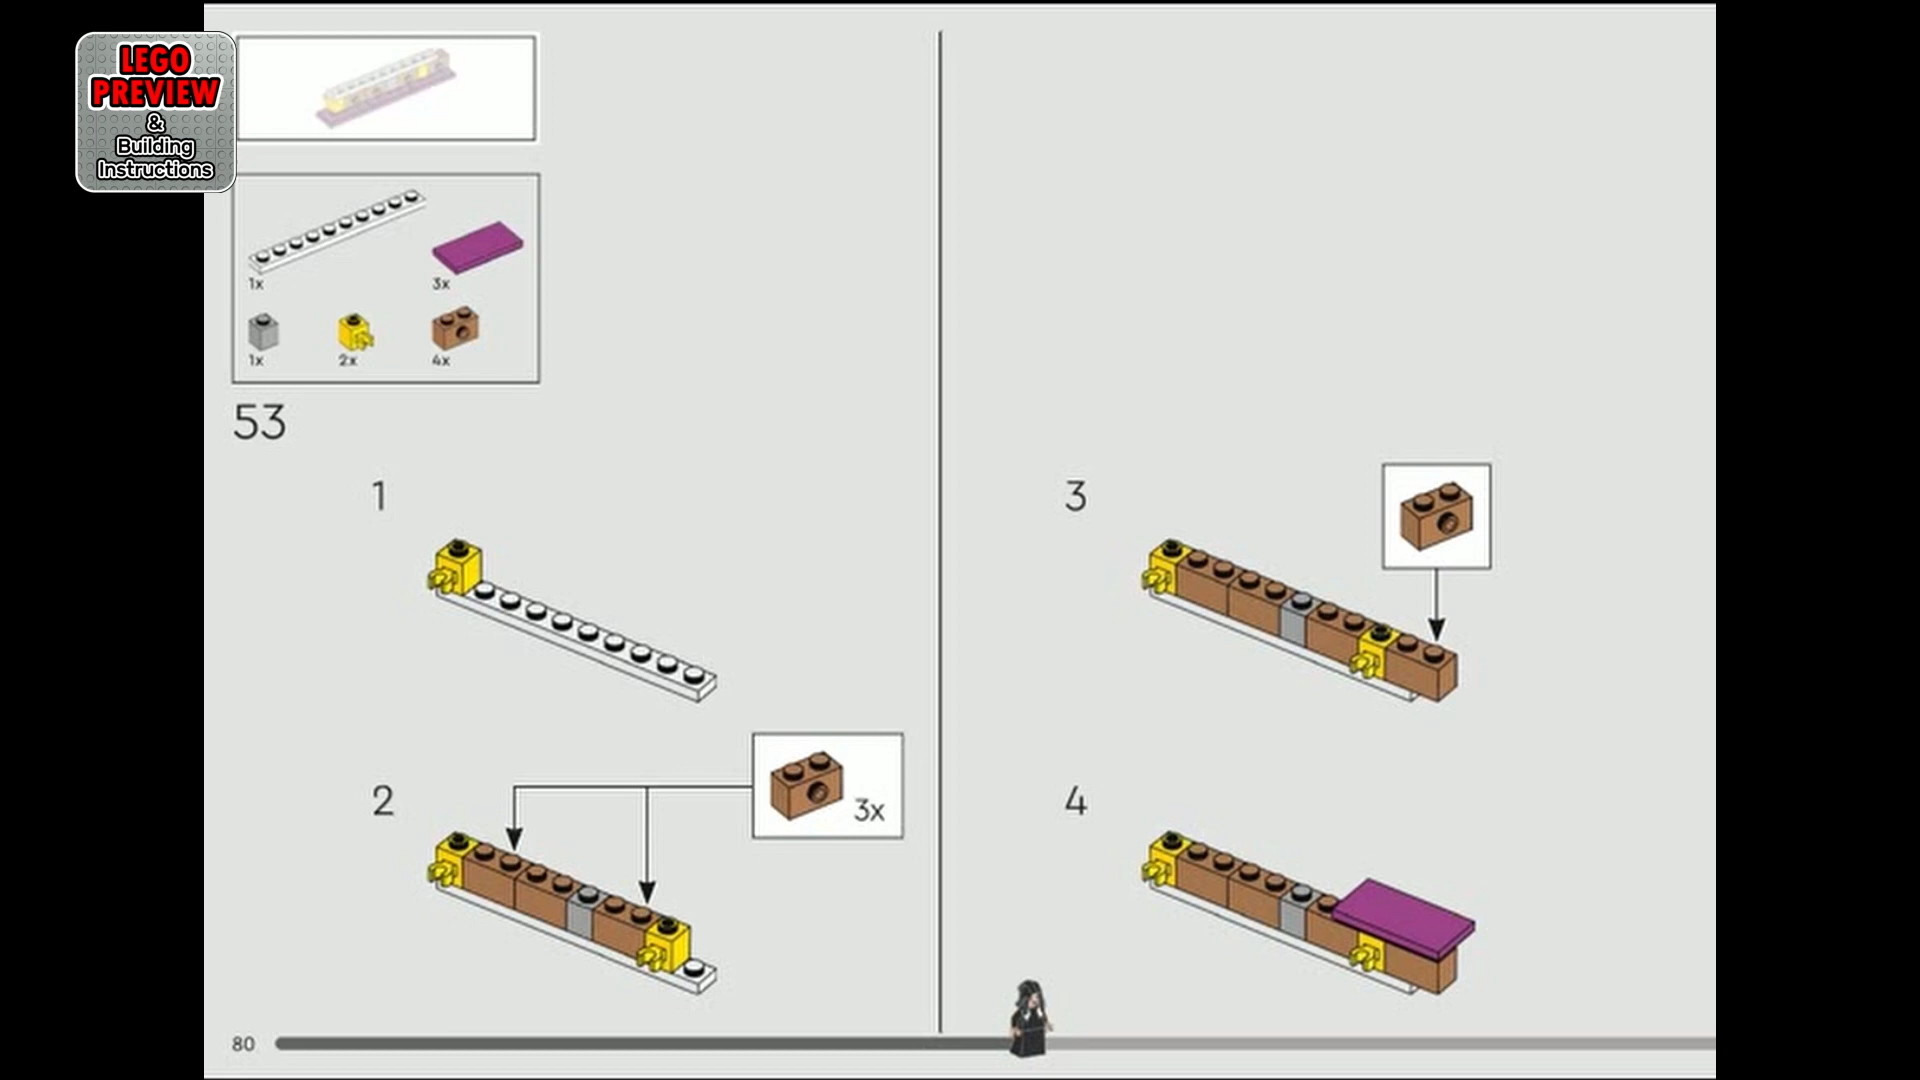 LEGO
PREVIEW
&
Building
Instructions
1x
3x
1x
2x
4x
53
1
3
2
3x
4
80